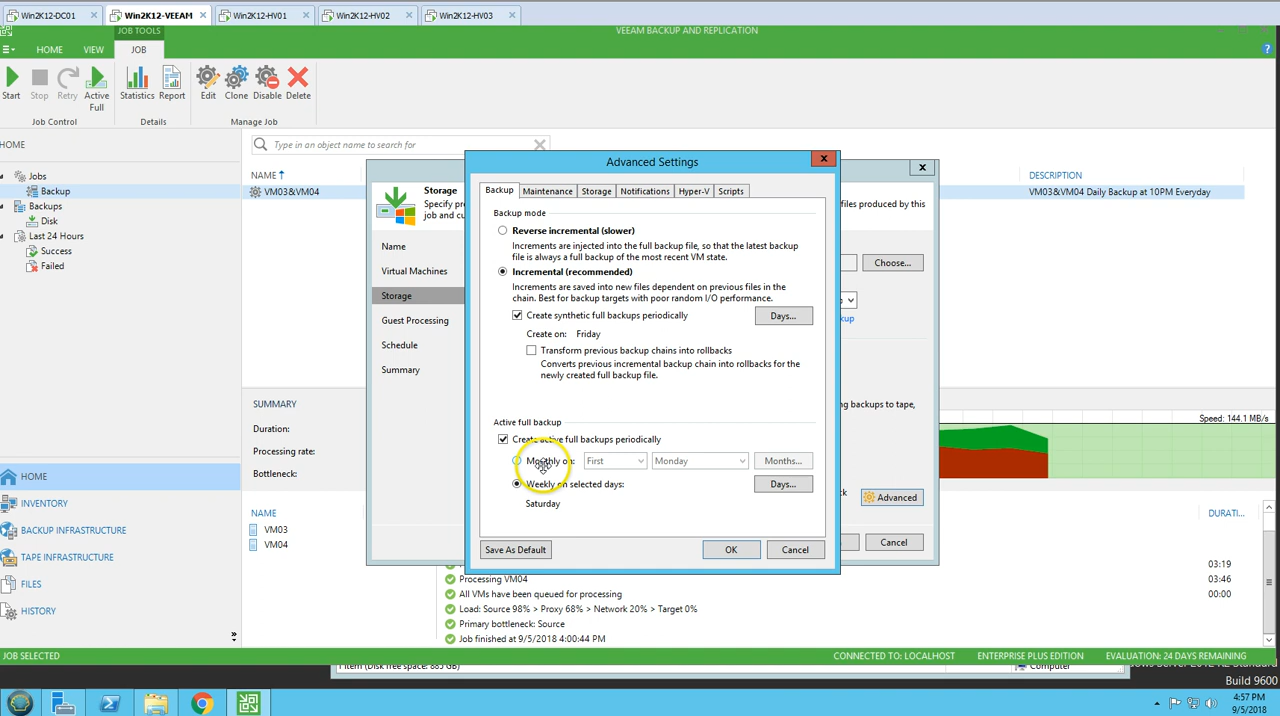 Win2K12-DC01
Win2K12-VEEAM
Win2K12-HV01
Win2K12-HV02
Win2K12-HV03
JOB TOOLS
VEEAM BACKUP AND REPLICATION
HOME
VIEW
JOB
Start
Stop
Retry
Active Full
Statistics
Report
Edit
Clone
Disable
Delete
Job Control
Details
Manage Job
HOME
Type in an object name to search for
Jobs
Backup
Backups
Disk
Last 24 Hours
Success
Failed
NAME
DESCRIPTION
VM03&VM04
VM03&VM04 Daily Backup at 10PM Everyday
Storage
Specify
job and
files produced by this
Name
Virtual Machines
Storage
Guest Processing
Schedule
Summary
Choose...
Advanced Settings
Backup
Maintenance
Storage
Notifications
Hyper-V
Scripts
Backup mode
Reverse incremental (slower)
Increments are injected into the full backup file, so that the latest backup
file is always a full backup of the most recent VM state.
Incremental (recommended)
Increments are saved into new files dependent on previous files in the
chain. Best for backup targets with poor random I/O performance.
Create synthetic full backups periodically
Days...
Create on: Friday
Transform previous backup chains into rollbacks
Converts previous incremental backup chain into rollbacks for the
newly created full backup file.
Active full backup
Create active full backups periodically
Monthly on:
First
Monday
Months...
Weekly on selected days:
Days...
Saturday
Save As Default
OK
Cancel
backups to tape,
Advanced
Cancel
SUMMARY
Duration:
Processing rate:
Bottleneck:
Speed: 144.1 MB/s
NAME
VM03
VM04
DURATI...
03:19
Processing VM04
03:46
All VMs have been queued for processing
00:00
Load: Source 98% > Proxy 68% > Network 20% > Target 0%
Primary bottleneck: Source
Job finished at 9/5/2018 4:00:44 PM
HOME
INVENTORY
BACKUP INFRASTRUCTURE
TAPE INFRASTRUCTURE
FILES
HISTORY
JOB SELECTED
CONNECTED TO: LOCALHOST
ENTERPRISE PLUS EDITION
EVALUATION: 24 DAYS REMAINING
Computer
Build 9600
4:57 PM
9/5/2018